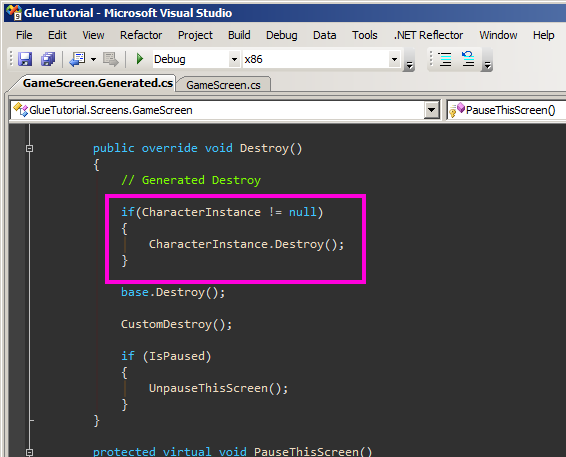 GlueTutorial - Microsoft Visual Studio
File Edit View Refactor Project Build Debug Data Tools .NET Reflector Window Help
Debug x86
GameScreen.Generated.cs GameScreen.cs
GlueTutorial.Screens.GameScreen PauseThisScreen()
public override void Destroy()
{
// Generated Destroy
if(CharacterInstance != null)
{
CharacterInstance.Destroy();
}
base.Destroy();
CustomDestroy();
if (IsPaused)
{
UnpauseThisScreen();
}
}
protected virtual void PauseThisScreen()